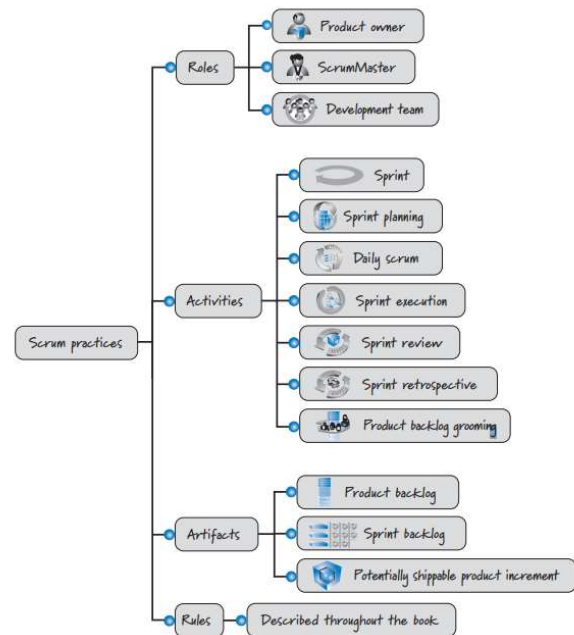 Product owner
Roles
ScrumMaster
Development team
Sprint
Sprint planning
Daily scrum
Activities
Sprint execution
Scrum practices
Sprint review
Sprint retrospective
Product backlog grooming
Product backlog
Artifacts
Sprint backlog
Potentially shippable product increment
Rules
Described throughout the book